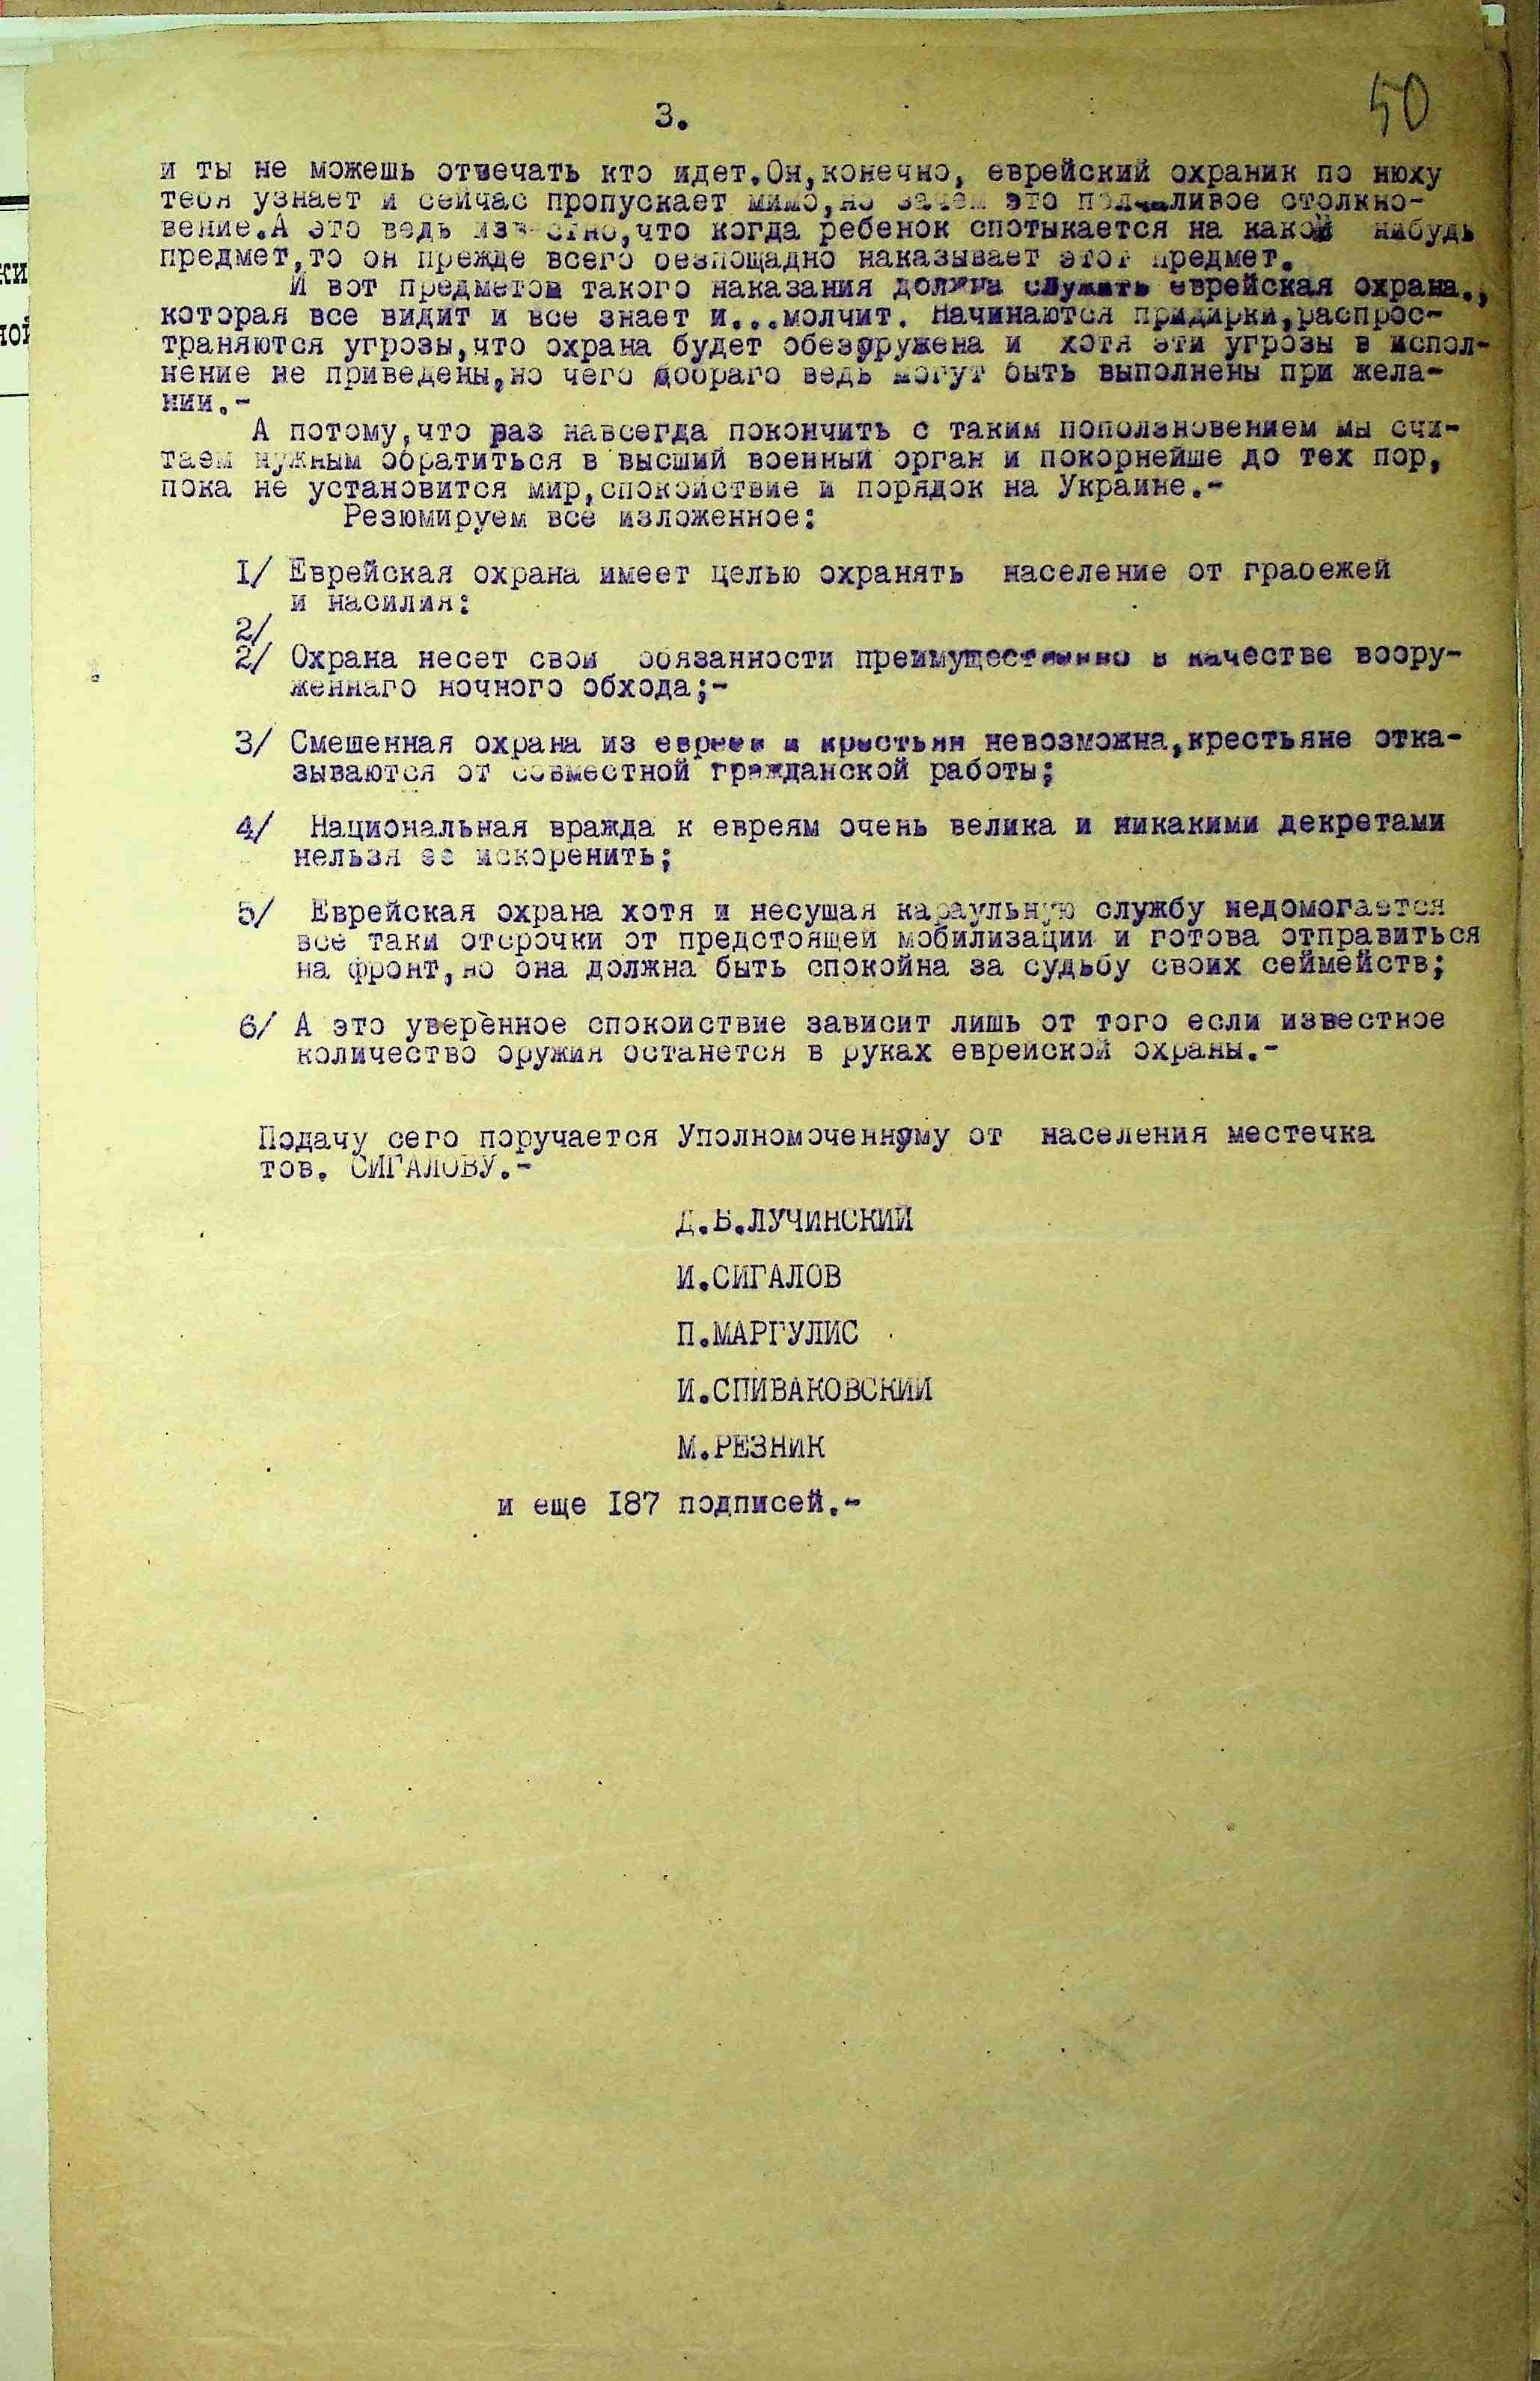 50
3.
и ты не можешь отвечать кто идет.Он,конечно, еврейский охраник по нюху
тебя узнает и сейчас пропускает мимо,но зачем это ливое столкно-
вение.А это ведь известно,что когда ребенок спотыкается на какой нибудь
предмет,то он прежде всего безпощадно наказывает этот предмет.
И вот предметом такого наказания должна служить еврейская охрана.,
которая все видит и все знает и...молчит. Начинаются придирки,распрос-
траняются угрозы,что охрана будет обезоружена и хотя эти угрозы в испол-
нение не приведены,но чего добраго ведь могут быть выполнены при жела-
нии.-
А потому,что раз навсегда покончить с таким поползновением мы счи-
таем нужным обратиться в высший военный орган и покорнейше до тех пор,
пока не установится мир,спокойствие и порядок на Украине.-
Резюмируем все изложенное:
I/ Еврейская охрана имеет целью охранять население от грабежей
и насилия:
2/
2/ Охрана несет свои обязанности преимущественно в качестве воору-
женнаго ночного обхода;-
3/ Смешенная охрана из евреев и крестьян невозможна,крестьяне отка-
зываются от совместной гражданской работы;
4/ Национальная вражда к евреям очень велика и никакими декретами
нельзя ее искоренить;
5/ Еврейская охрана хотя и несушая караульную службу недомогается
все таки отсрочки от предстоящей мобилизации и готова отправиться
на фронт,но она должна быть спокойна за судьбу своих сеймейств;
6/ А это уверенное спокойствие зависит лишь от того если известное
количество оружия останется в руках еврейской охраны.-
Подачу сего поручается Уполномоченному от населения местечка
тов. СИГАЛОВУ.-
Д.Б.ЛУЧИНСКИЙ
И.СИГАЛОВ
П.МАРГУЛИС
И.СПИВАКОВСКИЙ
М.РЕЗНИК
и еще I87 подписей.-